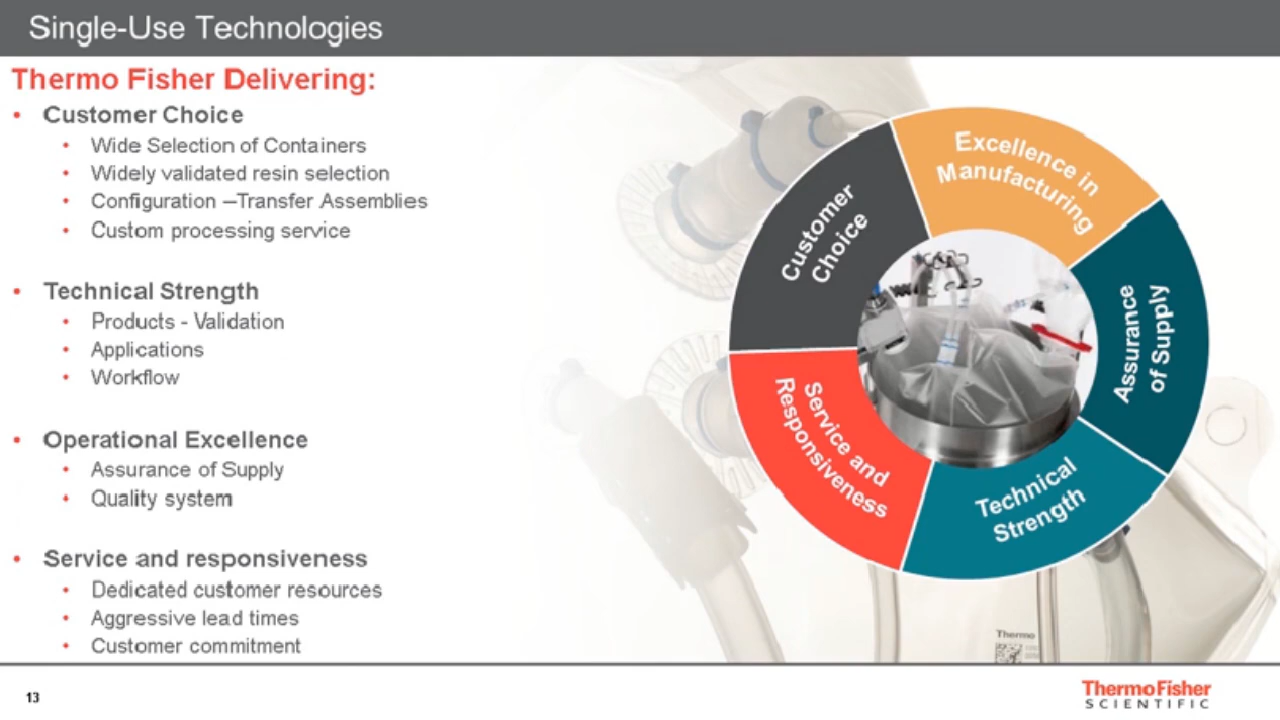 Single-Use Technologies
Thermo Fisher Delivering:
• Customer Choice
• Wide Selection of Containers
• Widely validated resin selection
• Configuration –Transfer Assemblies
• Custom processing service
• Technical Strength
• Products - Validation
• Applications
• Workflow
• Operational Excellence
• Assurance of Supply
• Quality system
• Service and responsiveness
• Dedicated customer resources
• Aggressive lead times
• Customer commitment
Customer
Choice
Excellence in
Manufacturing
Assurance
of Supply
Technical
Strength
Service and
Responsiveness
Thermo
13
ThermoFisher
SCIENTIFIC